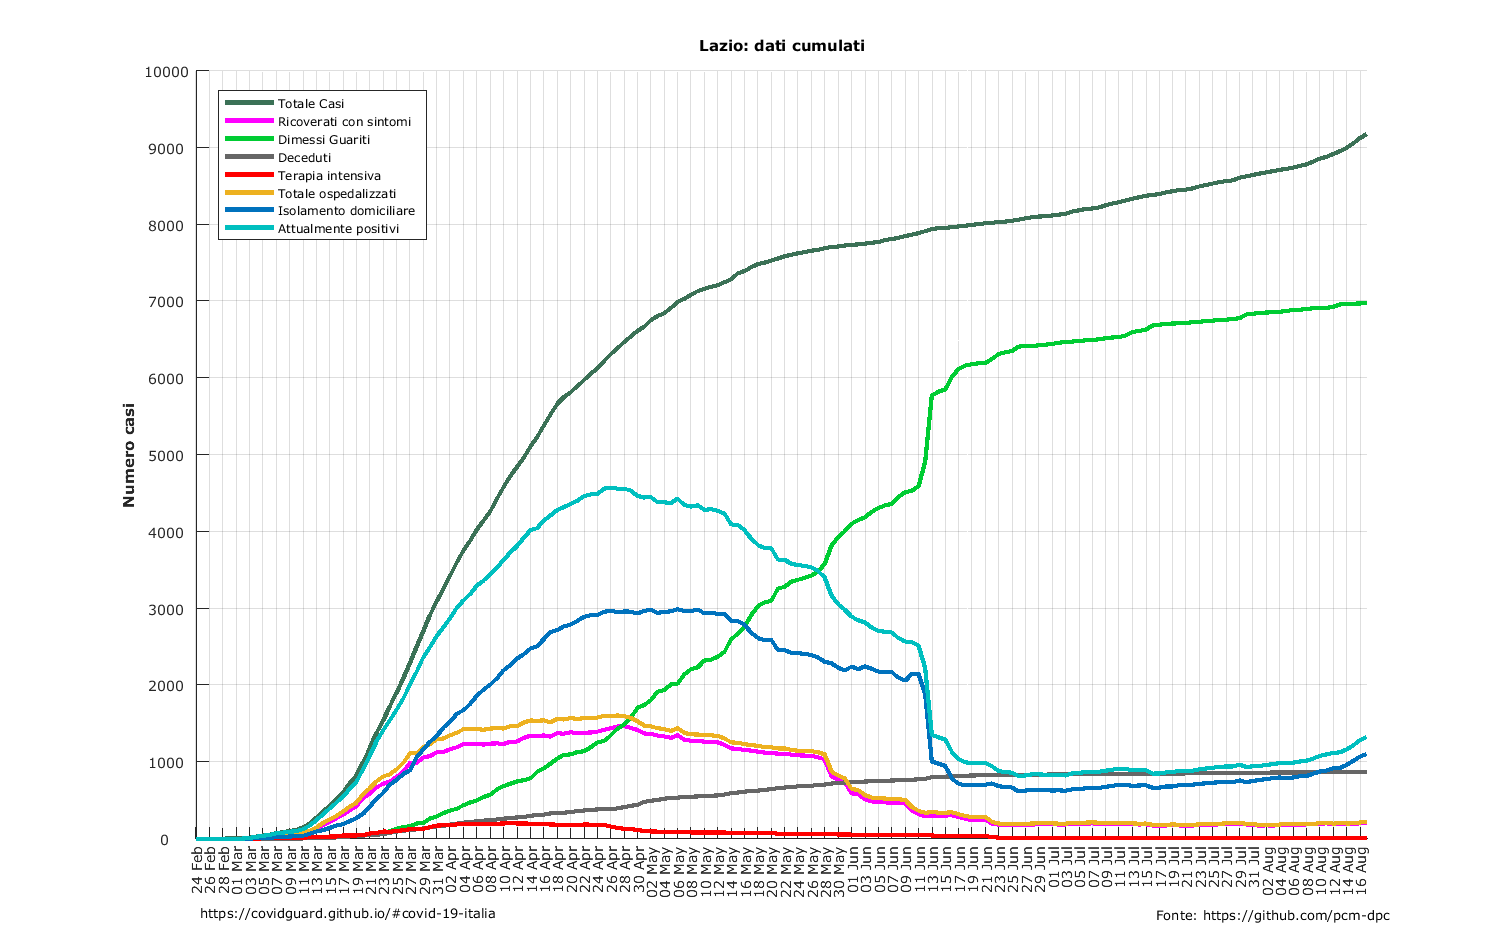 Lazio: dati cumulati
10000
9000
8000
7000
6000
5000
4000
3000
2000
1000
0
Numero casi
Totale Casi
Ricoverati con sintomi
Dimessi Guariti
Deceduti
Terapia intensiva
Totale ospedalizzati
Isolamento domiciliare
Attualmente positivi
24 Feb
26 Feb
28 Feb
01 Mar
03 Mar
05 Mar
07 Mar
09 Mar
11 Mar
13 Mar
15 Mar
17 Mar
19 Mar
21 Mar
23 Mar
25 Mar
27 Mar
29 Mar
31 Mar
02 Apr
04 Apr
06 Apr
08 Apr
10 Apr
12 Apr
14 Apr
16 Apr
18 Apr
20 Apr
22 Apr
24 Apr
26 Apr
28 Apr
30 Apr
02 May
04 May
06 May
08 May
10 May
12 May
14 May
16 May
18 May
20 May
22 May
24 May
26 May
28 May
30 May
01 Jun
03 Jun
05 Jun
07 Jun
09 Jun
11 Jun
13 Jun
15 Jun
17 Jun
19 Jun
21 Jun
23 Jun
25 Jun
27 Jun
29 Jun
01 Jul
03 Jul
05 Jul
07 Jul
09 Jul
11 Jul
13 Jul
15 Jul
17 Jul
19 Jul
21 Jul
23 Jul
25 Jul
27 Jul
29 Jul
31 Jul
02 Aug
04 Aug
06 Aug
08 Aug
10 Aug
12 Aug
14 Aug
16 Aug
https://covidguard.github.io/#covid-19-italia
Fonte: https://github.com/pcm-dpc